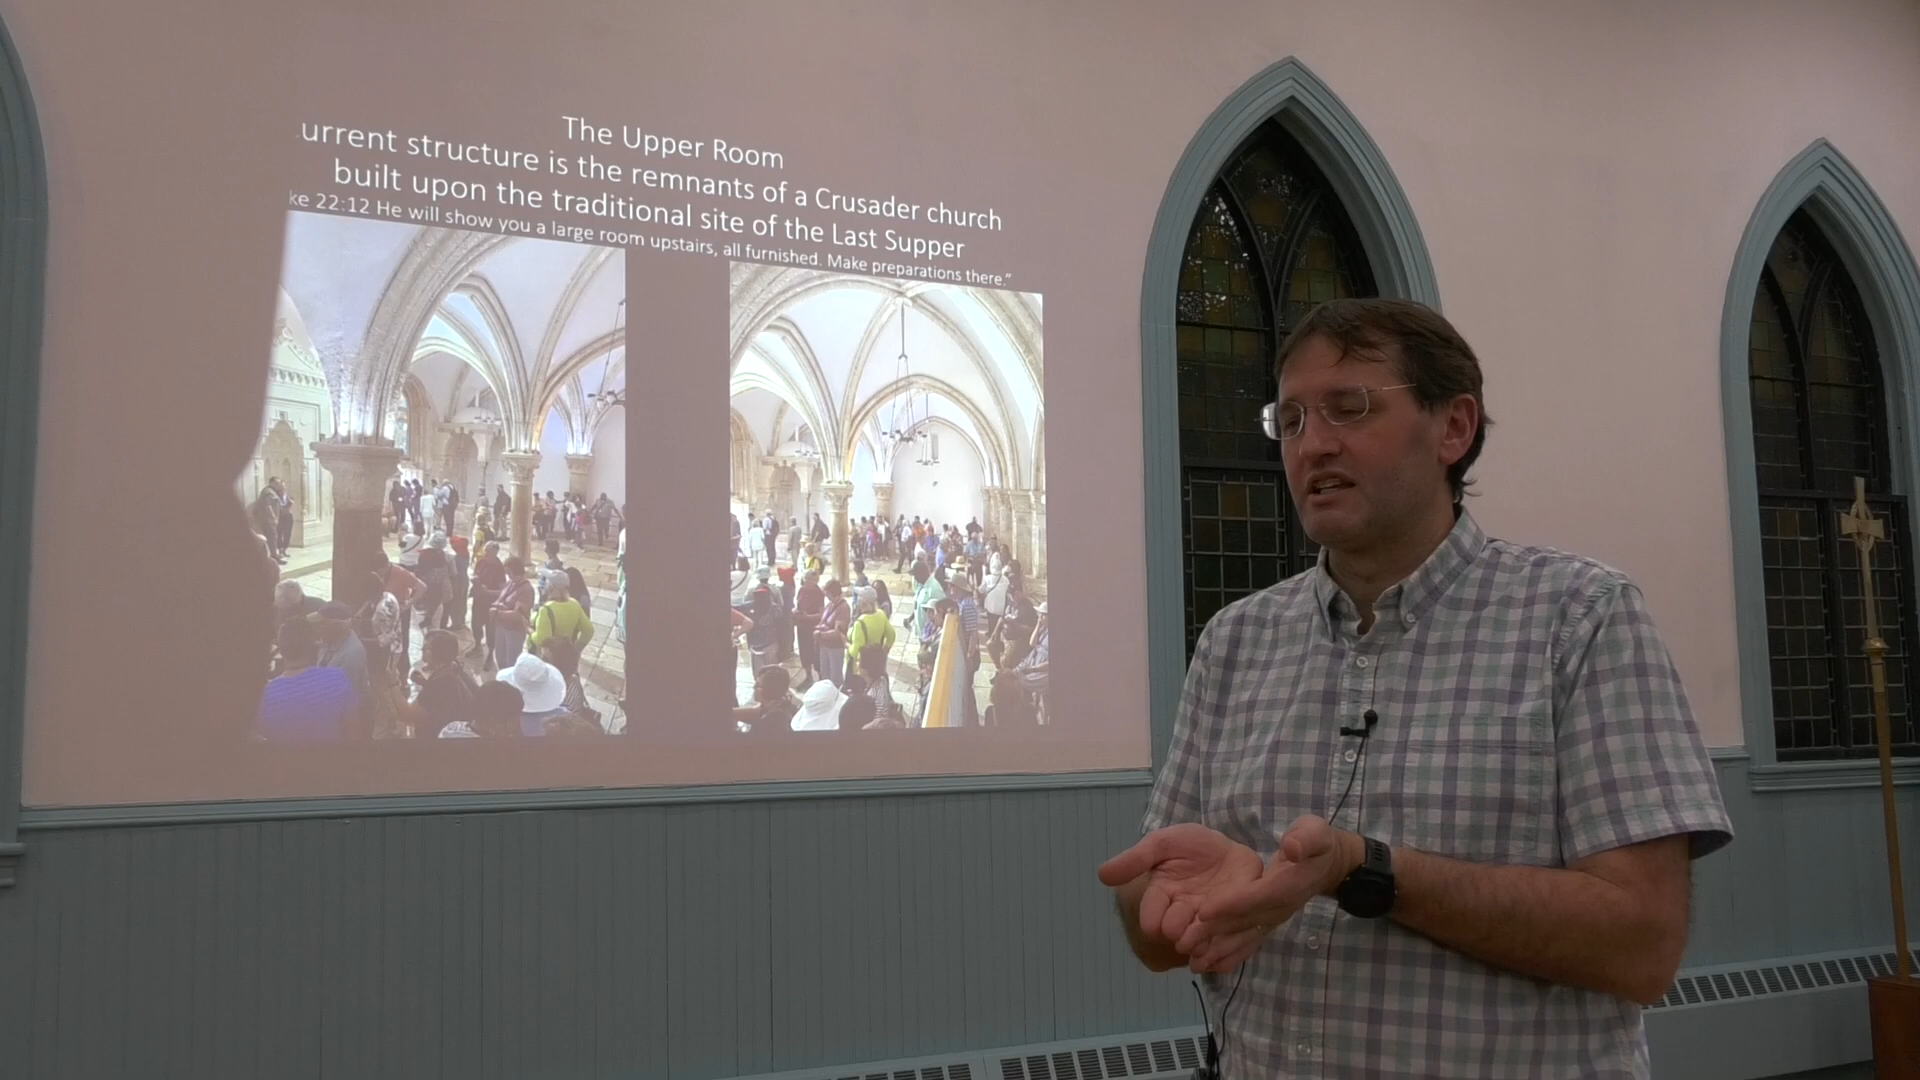 The Upper Room
urrent structure is the remnants of a Crusader church
built upon the traditional site of the Last Supper
ke 22:12 He will show you a large room upstairs, all furnished. Make preparations there.”